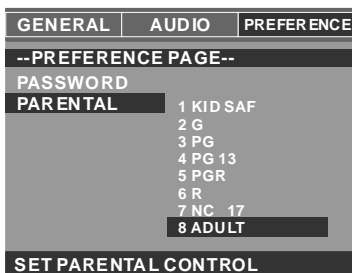 GENERAL AUDIO PREFERENCE
--PREFERENCE PAGE--
PASSWORD
PARENTAL
1 KID SAF
2 G
3 PG
4 PG 13
5 PGR
6 R
7 NC 17
8 ADULT
SET PARENTAL CONTROL